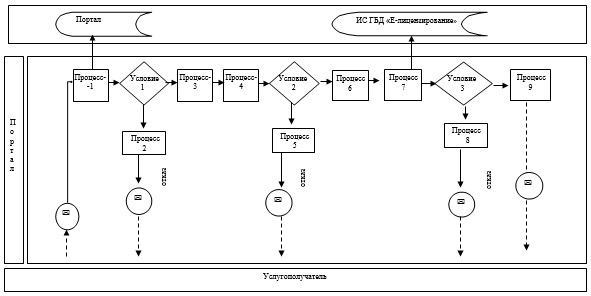 Портал
ИС ГБД «Е-лицензирование»
Портал
Процесс-
-1
Условие
1
Процесс-
3
Процесс-
4
Условие
2
Процесс
6
Процесс
7
Условие
3
Процесс
9
Процесс
2
Процесс
5
Процесс
8
отказ
отказ
отказ
Услугополучатель